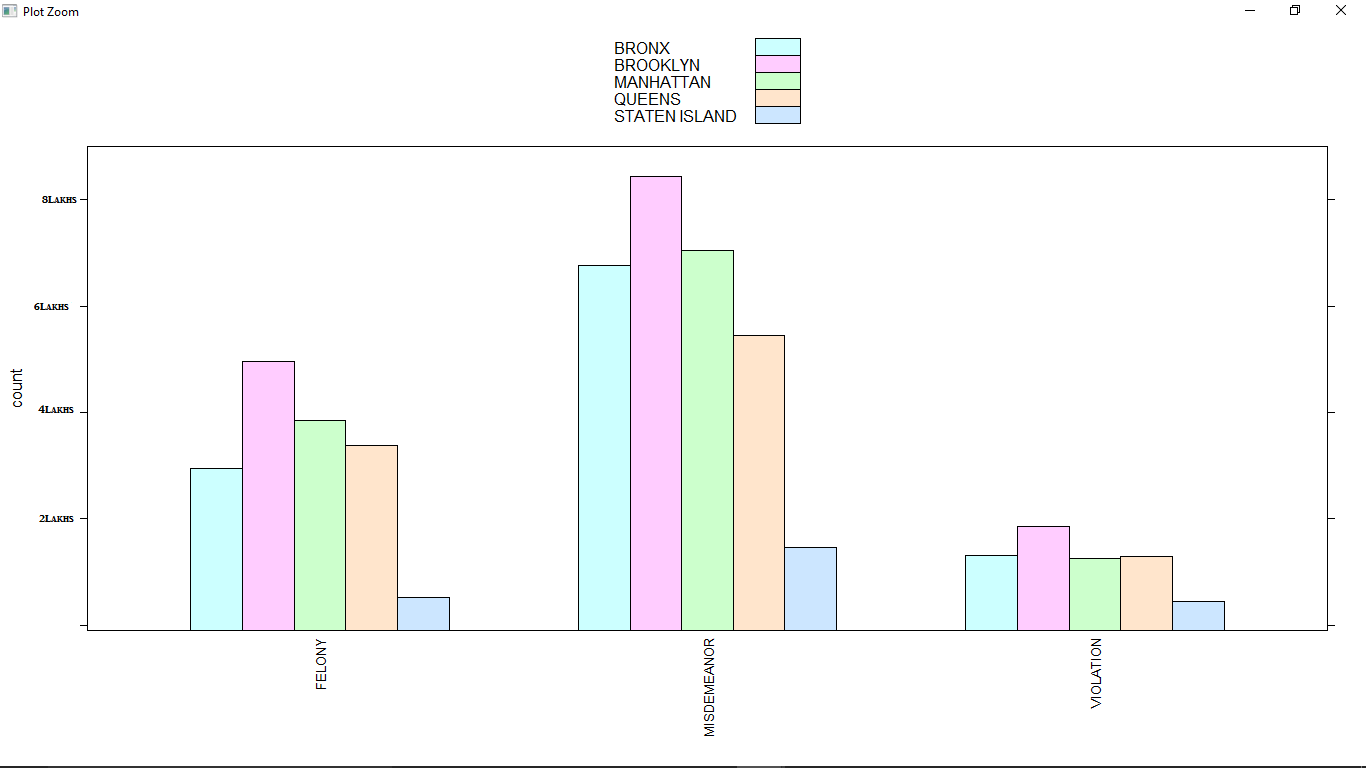 Plot Zoom
BRONX
BROOKLYN
MANHATTAN
QUEENS
STATEN ISLAND
8LAKHS
6LAKHS
4LAKHS
2LAKHS
count
FELONY
MISDEMEANOR
VIOLATION